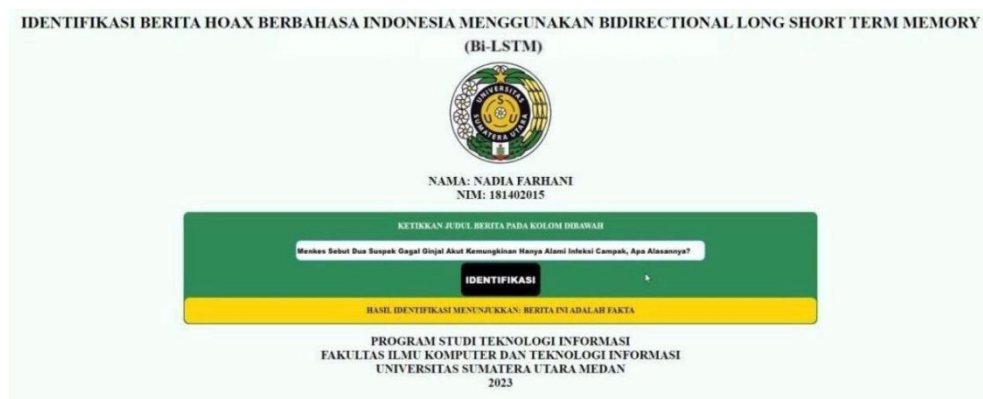 IDENTIFIKASI BERITA HOAX BERBAHASA INDONESIA MENGGUNAKAN BIDIRECTIONAL LONG SHORT TERM MEMORY
(Bi-LSTM)
UNIVERSITAS
S
U U
SUMATERA UTARA
NAMA: NADIA FARHANI
NIM: 181402015
KETIKKAN JUDUL BERITA PADA KOLOM DIBAWAH
Menkes Sebut Dua Suspek Gagal Ginjal Akut Kemungkinan Hanya Alami Infeksi Campak, Apa Alasannya?
IDENTIFIKASI
HASIL IDENTIFIKASI MENUNJUKKAN: BERITA INI ADALAH FAKTA
PROGRAM STUDI TEKNOLOGI INFORMASI
FAKULTAS ILMU KOMPUTER DAN TEKNOLOGI INFORMASI
UNIVERSITAS SUMATERA UTARA MEDAN
2023